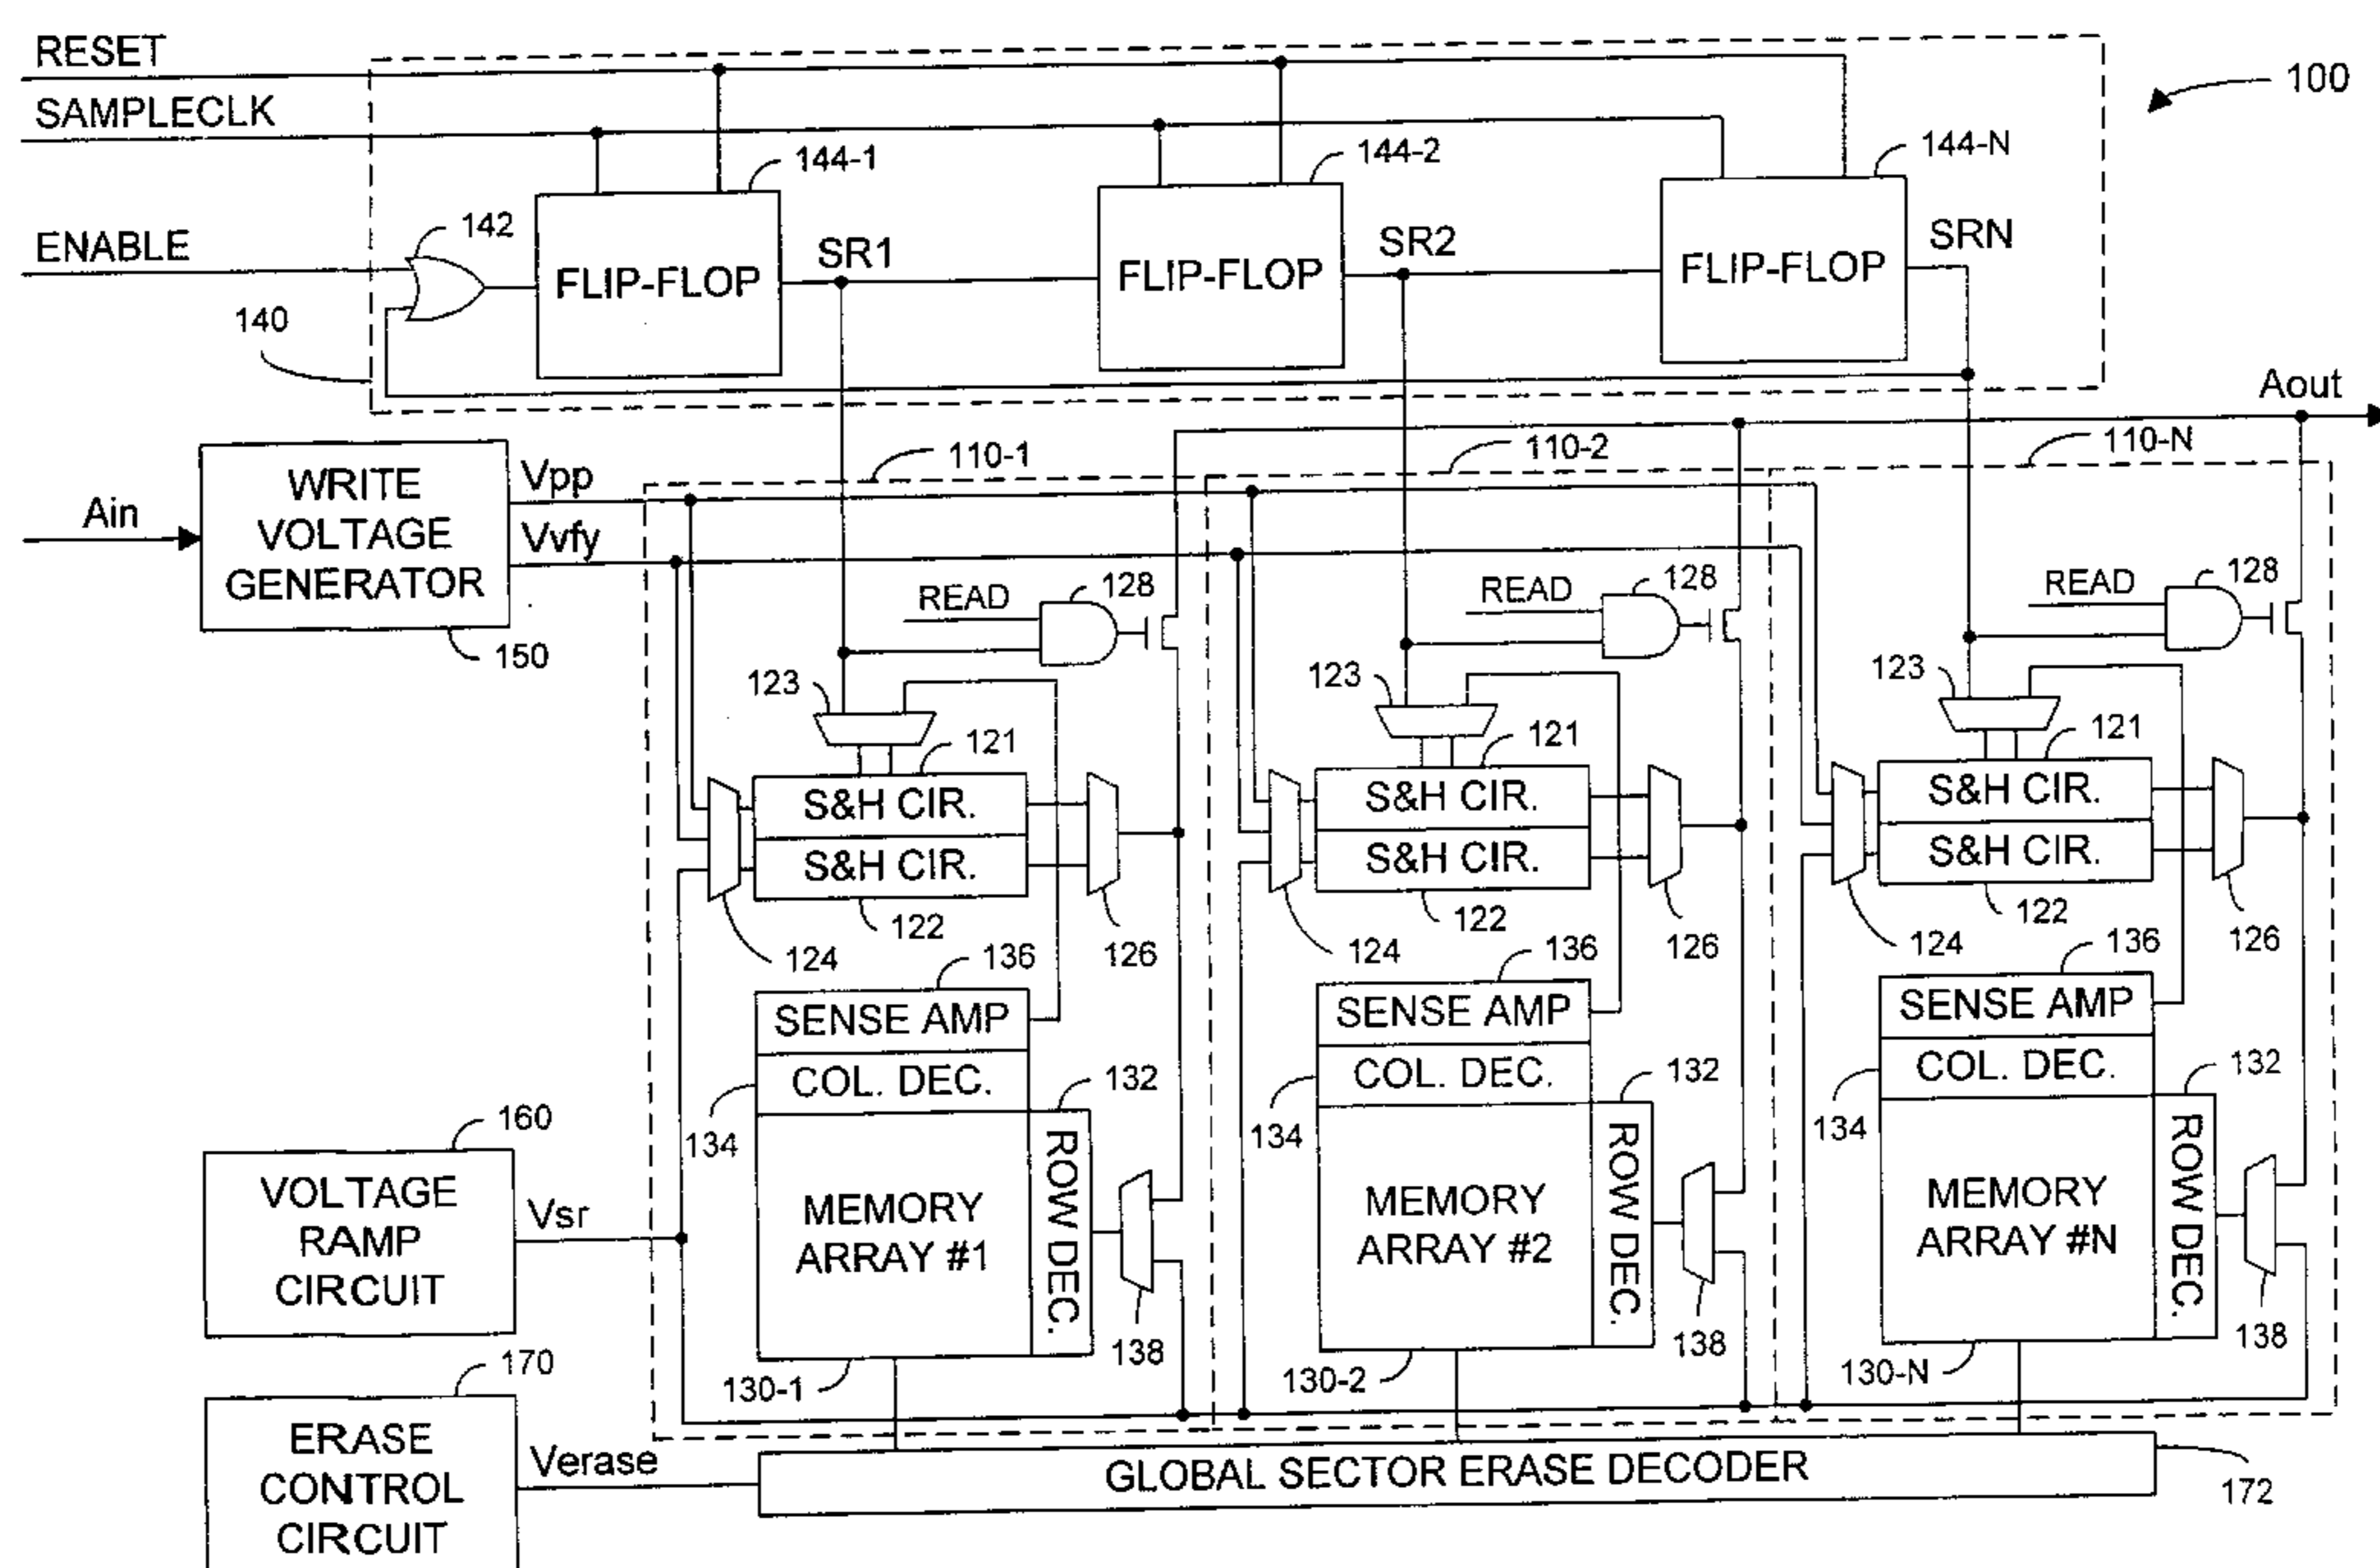 RESET
SAMPLECLK
100
144-1
144-2
144-N
142
ENABLE
SR1
SR2
SRN
FLIP-FLOP
FLIP-FLOP
FLIP-FLOP
140
Aout
110-1
110-2
110-N
Ain
WRITE
VOLTAGE
GENERATOR
150
Vpp
Vvfy
READ
128
READ
128
READ
128
123
123
123
121
121
121
S&H CIR.
S&H CIR.
S&H CIR.
S&H CIR.
S&H CIR.
S&H CIR.
122
122
122
124
124
124
126
126
126
136
136
136
SENSE AMP
SENSE AMP
SENSE AMP
COL. DEC.
COL. DEC.
COL. DEC.
132
132
132
134
134
134
MEMORY
ARRAY #1
MEMORY
ARRAY #2
MEMORY
ARRAY #N
ROW DEC.
ROW DEC.
ROW DEC.
138
138
138
130-1
130-2
130-N
160
VOLTAGE
RAMP
CIRCUIT
Vsr
170
ERASE
CONTROL
CIRCUIT
Verase
GLOBAL SECTOR ERASE DECODER
172